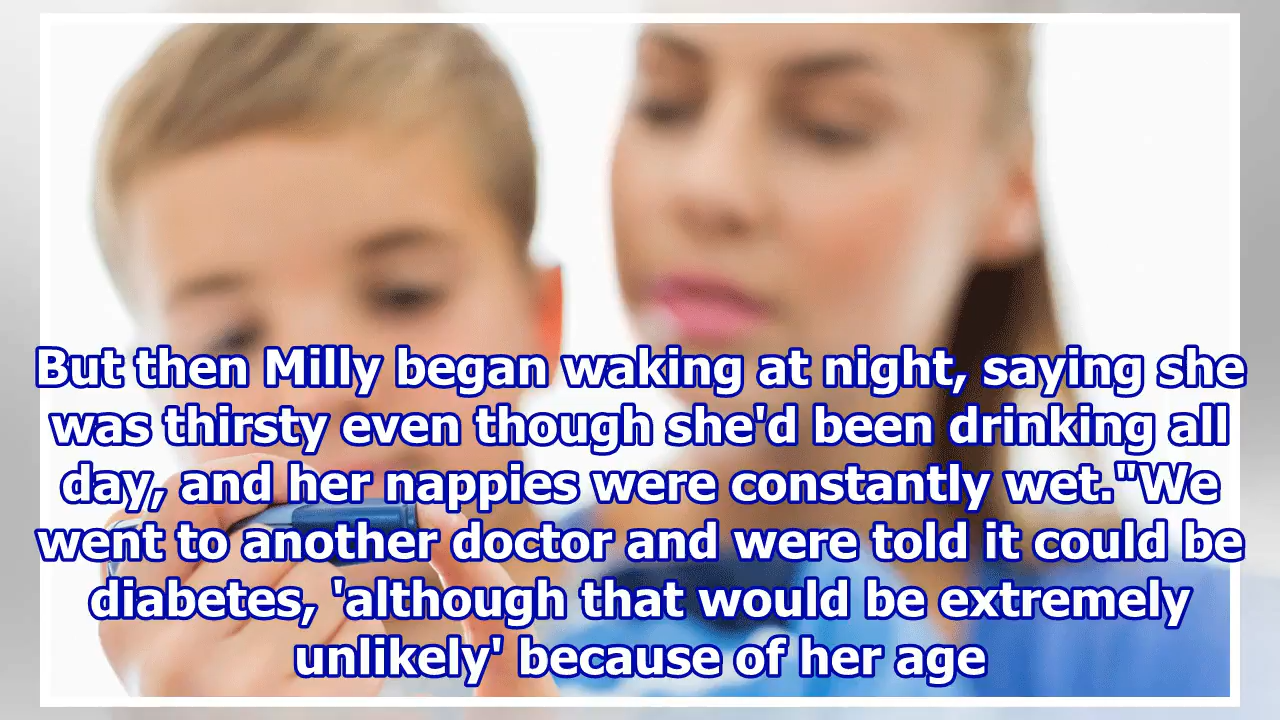 But then Milly began waking at night, saying she
was thirsty even though she'd been drinking all
day, and her nappies were constantly wet."We
went to another doctor and were told it could be
diabetes, 'although that would be extremely
unlikely' because of her age